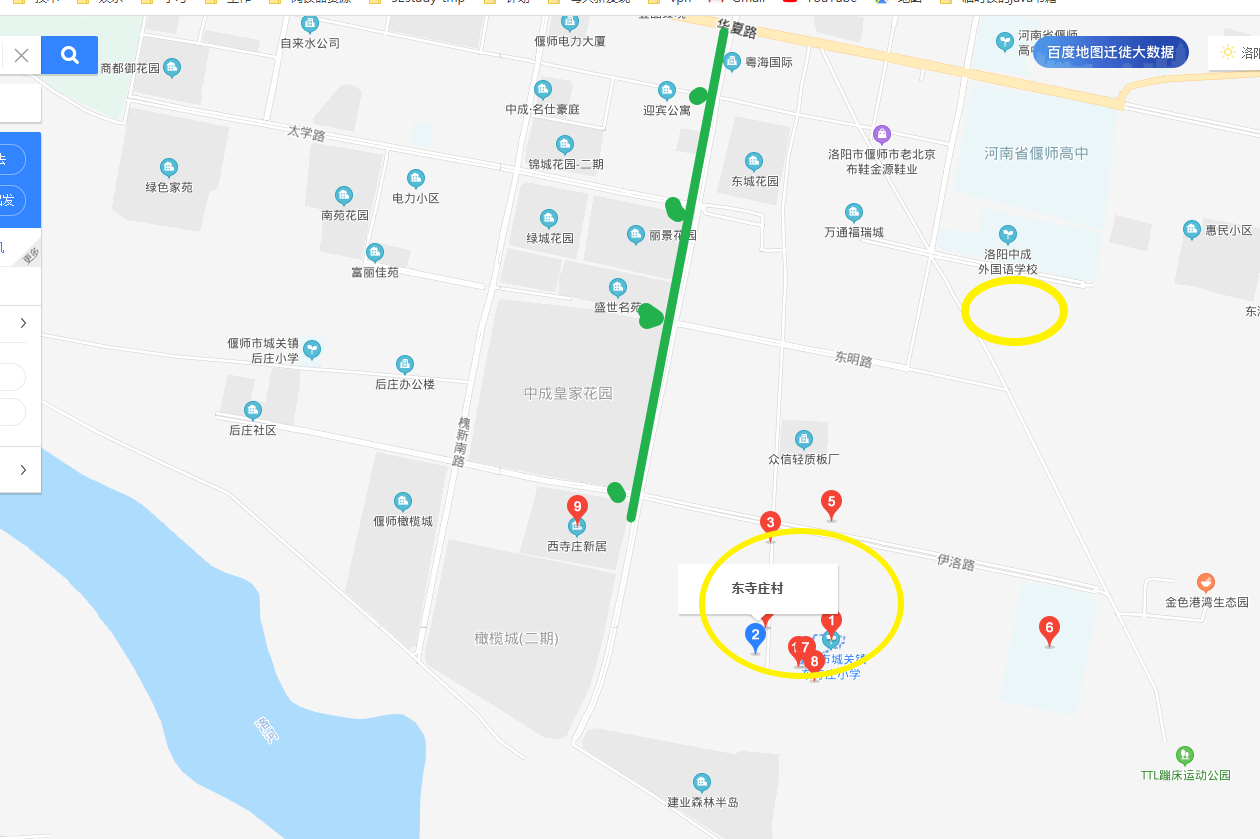 Gmail
YouTube
自来水公司
偃师电力大厦
华夏路
河南省偃师
百度地图迁徙大数据
商都御花园
粤海国际
中成·名仕豪庭
迎宾公寓
太学路
洛阳市偃师市老北京
布鞋金源鞋业
河南省偃师高中
锦城花园-二期
东城花园
绿色家苑
电力小区
南苑花园
绿城花园
丽景花园
万通福瑞城
惠民小区
更多
洛阳中成
外国语学校
富丽佳苑
盛世名苑
偃师市城关镇
后庄小学
东明路
后庄办公楼
中成皇家花园
后庄社区
槐新南路
众信轻质板厂
偃师橄榄城
9
5
3
西寺庄新居
伊洛路
东寺庄村
金色港湾生态园
橄榄城(二期)
2
1
7
8
6
市城关镇
东寺庄小学
TTL蹦床运动公园
建业森林半岛